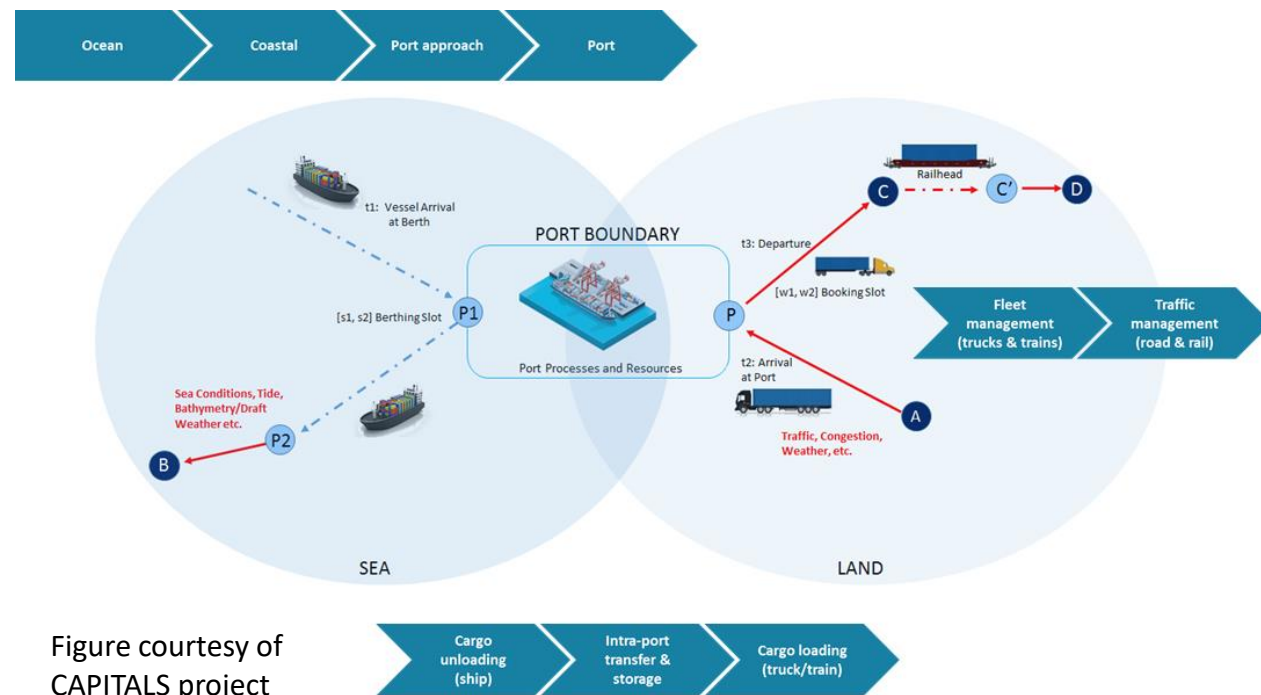 Ocean
Coastal
Port approach
Port
t1: Vessel Arrival
at Berth
PORT BOUNDARY
[s1, s2] Berthing Slot
P1
Port Processes and Resources
P
Sea Conditions, Tide,
Bathymetry/Draft
Weather etc.
P2
B
SEA
Railhead
C
C'
D
t3: Departure
[w1, w2] Booking Slot
Fleet
management
(trucks & trains)
Traffic
management
(road & rail)
t2: Arrival
at Port
A
Traffic, Congestion,
Weather, etc.
LAND
Figure courtesy of
CAPITALS project
Cargo
unloading
(ship)
Intra-port
transfer &
storage
Cargo loading
(truck/train)